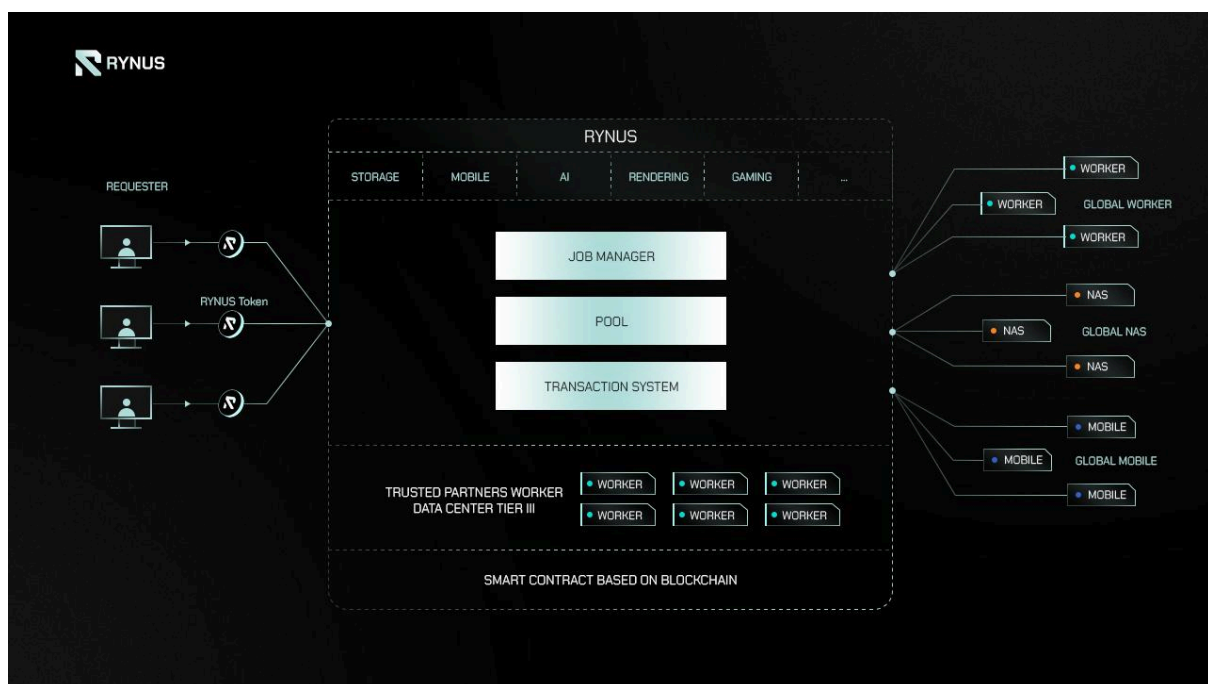 RYNUS
RYNUS
STORAGE
MOBILE
AI
RENDERING
GAMING
...
REQUESTER
RYNUS Token
JOB MANAGER
POOL
TRANSACTION SYSTEM
TRUSTED PARTNERS WORKER
DATA CENTER TIER III
WORKER
WORKER
WORKER
WORKER
WORKER
WORKER
SMART CONTRACT BASED ON BLOCKCHAIN
WORKER
WORKER
GLOBAL WORKER
WORKER
NAS
NAS
GLOBAL NAS
NAS
MOBILE
MOBILE
GLOBAL MOBILE
MOBILE